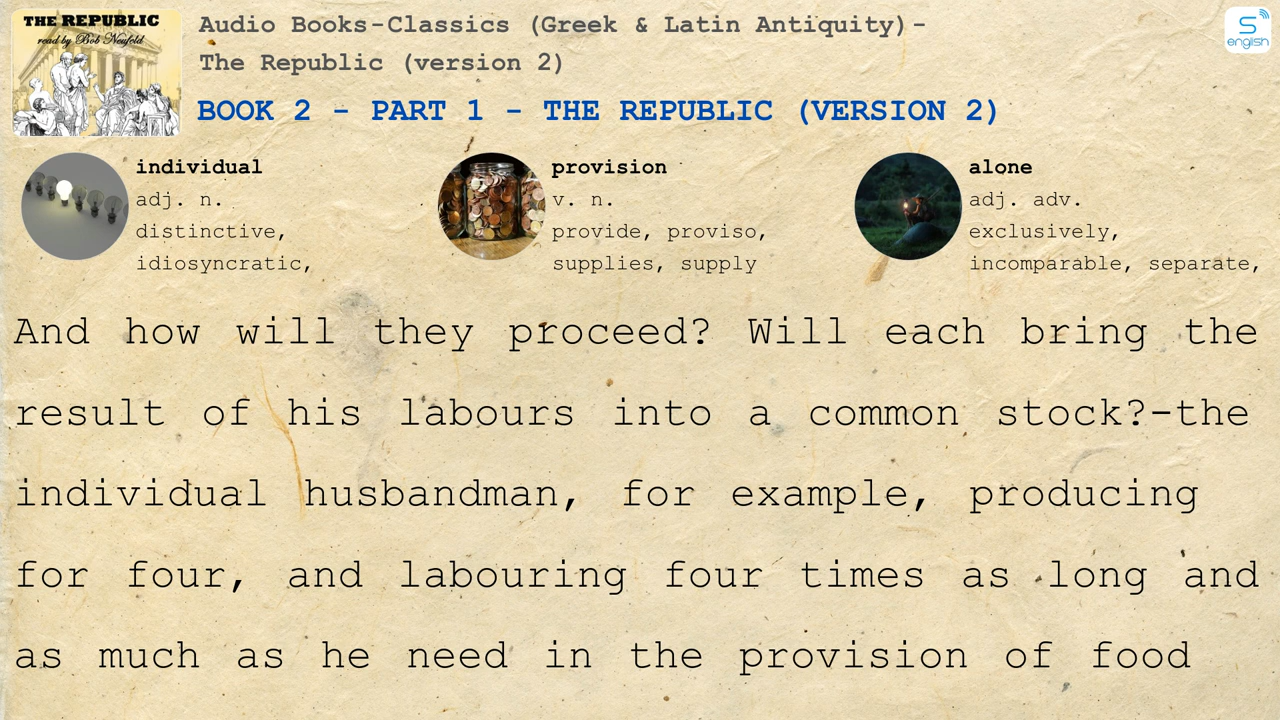 THE REPUBLIC
read by Bob Neufeld
Audio Books-Classics (Greek & Latin Antiquity)-
The Republic (version 2)
S
english
BOOK 2 - PART 1 - THE REPUBLIC (VERSION 2)
individual
adj. n.
distinctive,
idiosyncratic,
provision
v. n.
provide, proviso,
supplies, supply
alone
adj. adv.
exclusively,
incomparable, separate,
And how will they proceed? Will each bring the
result of his labours into a common stock?-the
individual husbandman, for example, producing
for four, and labouring four times as long and
as much as he need in the provision of food